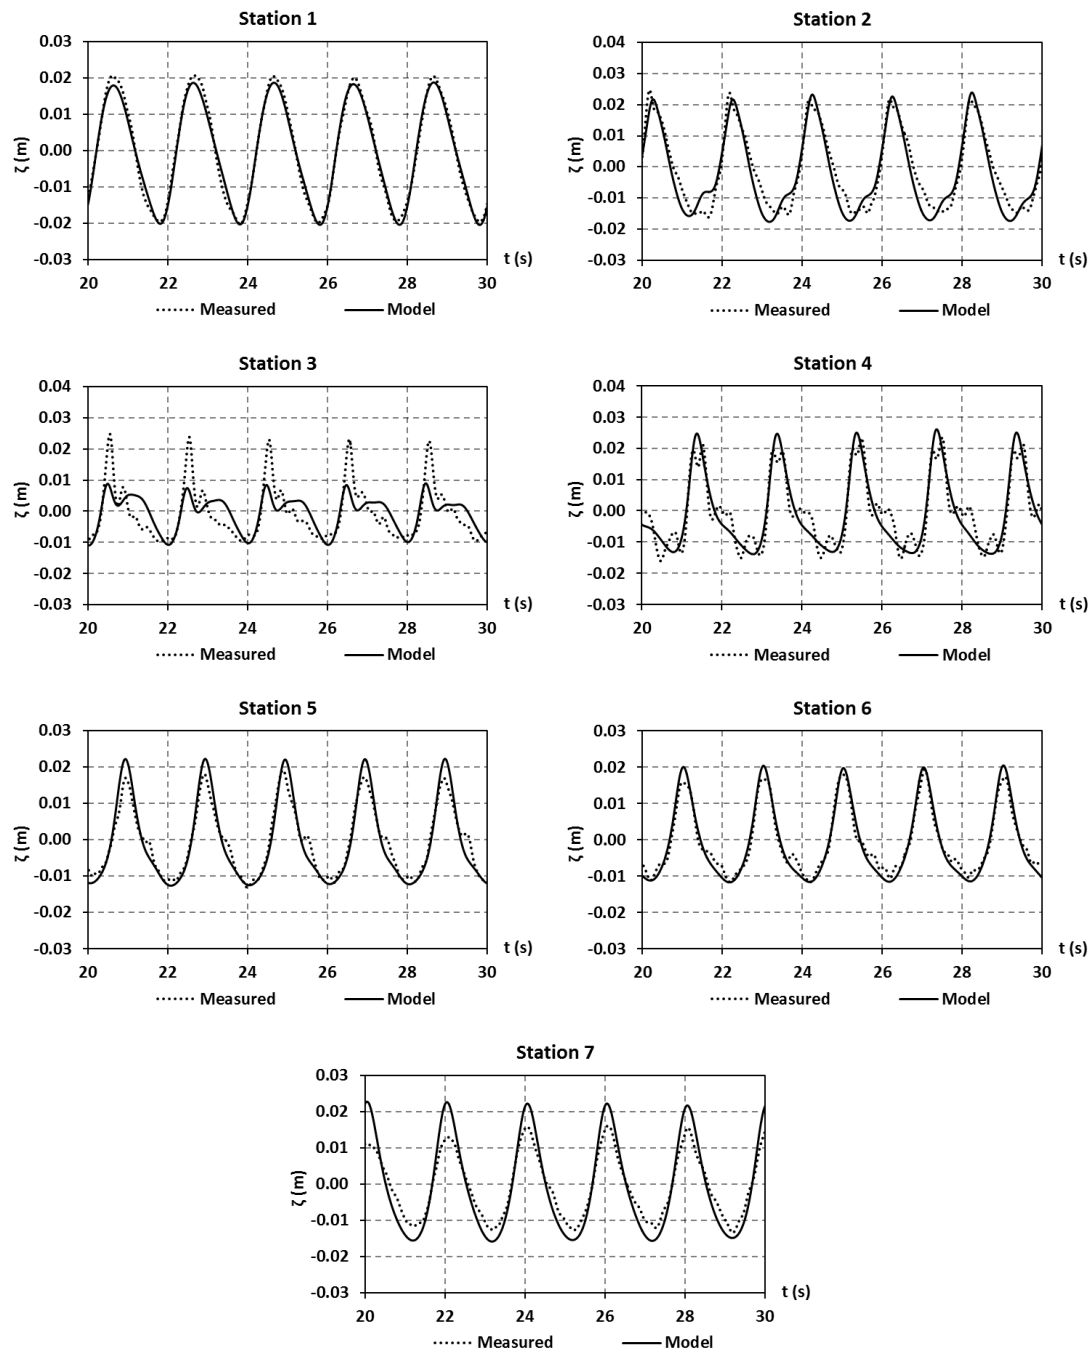 Station 1
0.03
0.02
0.01
0.00
-0.01
-0.02
-0.03
ζ (m)
t (s)
20 22 24 26 28 30
Measured Model
Station 2
0.04
0.03
0.02
0.01
0.00
-0.01
-0.02
-0.03
ζ (m)
t (s)
20 22 24 26 28 30
Measured Model
Station 3
0.04
0.03
0.02
0.01
0.00
-0.01
-0.02
-0.03
ζ (m)
t (s)
20 22 24 26 28 30
Measured Model
Station 4
0.04
0.03
0.02
0.01
0.00
-0.01
-0.02
-0.03
ζ (m)
t (s)
20 22 24 26 28 30
Measured Model
Station 5
0.03
0.02
0.01
0.00
-0.01
-0.02
-0.03
ζ (m)
t (s)
20 22 24 26 28 30
Measured Model
Station 6
0.03
0.02
0.01
0.00
-0.01
-0.02
-0.03
ζ (m)
t (s)
20 22 24 26 28 30
Measured Model
Station 7
0.03
0.02
0.01
0.00
-0.01
-0.02
-0.03
ζ (m)
t (s)
20 22 24 26 28 30
Measured Model